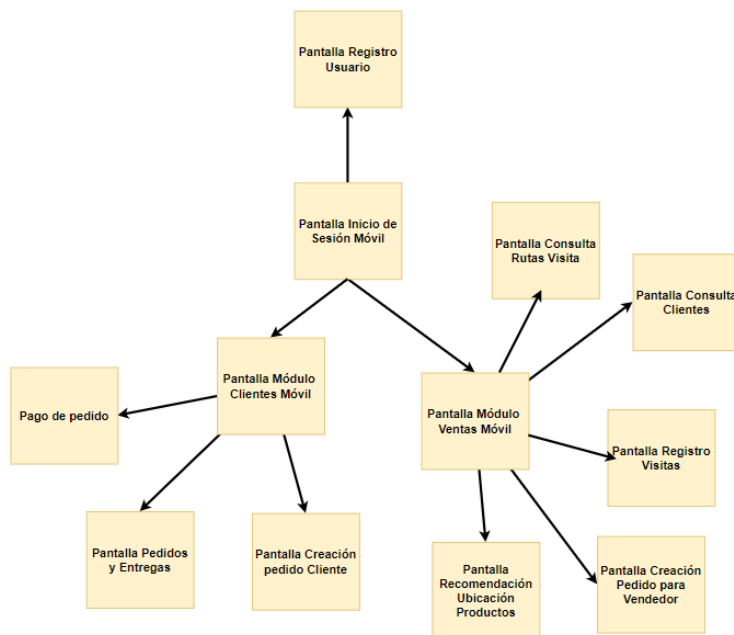 Pantalla Registro
Usuario
Pantalla Inicio de
Sesión Móvil
Pantalla Consulta
Rutas Visita
Pantalla Consulta
Clientes
Pantalla Módulo
Clientes Móvil
Pantalla Módulo
Ventas Móvil
Pago de pedido
Pantalla Registro
Visitas
Pantalla Pedidos
y Entregas
Pantalla Creación
pedido Cliente
Pantalla
Recomendación
Ubicación
Productos
Pantalla Creación
Pedido para
Vendedor